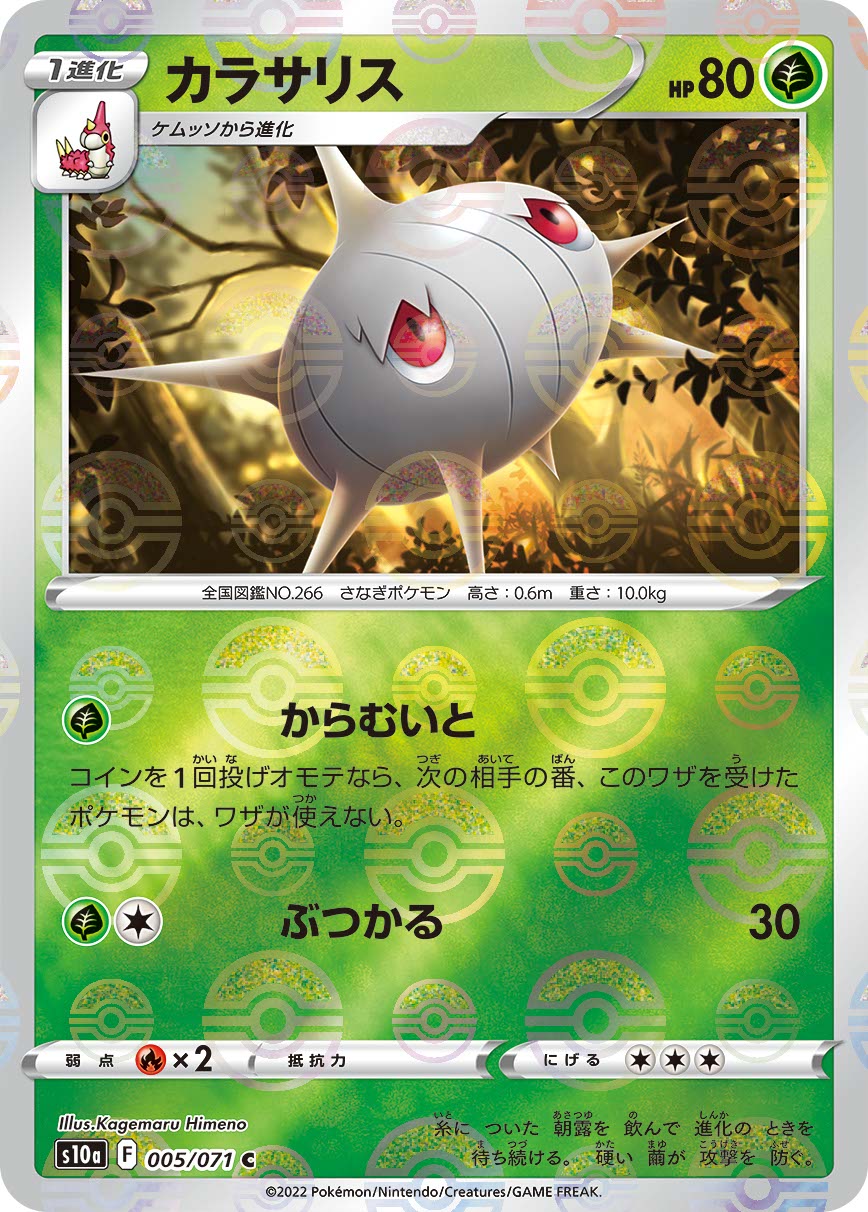 1進化
カラサリス
HP80
ケムッソから進化
全国図鑑NO.266 さなぎポケモン 高さ:0.6m 重さ:10.0kg
からむいと
コインを1回投げオモテなら、次の相手の番、このワザを受けた
ポケモンは、ワザが使えない。
ぶつかる 30
弱点 ×2 抵抗力 にげる
Illus.Kagemaru Himeno
糸に ついた 朝露を 飲んで 進化の ときを
待ち続ける。硬い 繭が 攻撃を 防ぐ。
s10a F 005/071 C
©2022 Pokémon/Nintendo/Creatures/GAME FREAK.